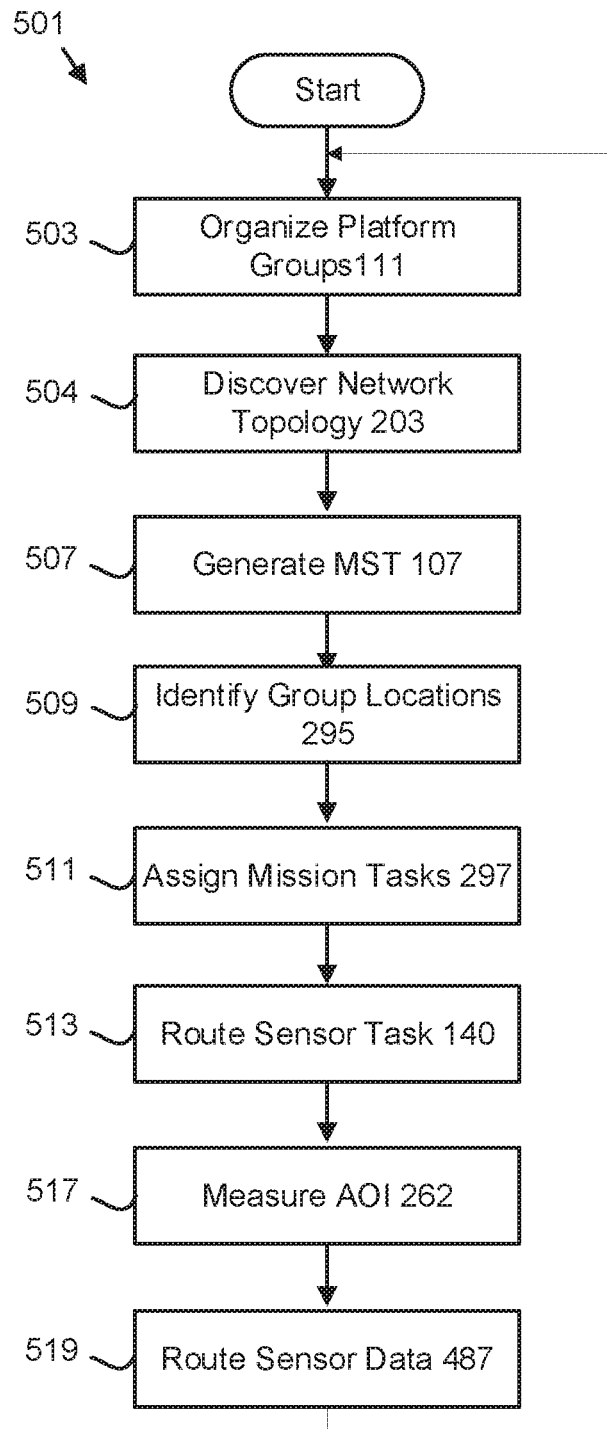 501
Start
503
Organize Platform
Groups111
504
Discover Network
Topology 203
507
Generate MST 107
509
Identify Group Locations
295
511
Assign Mission Tasks 297
513
Route Sensor Task 140
517
Measure AOI 262
519
Route Sensor Data 487